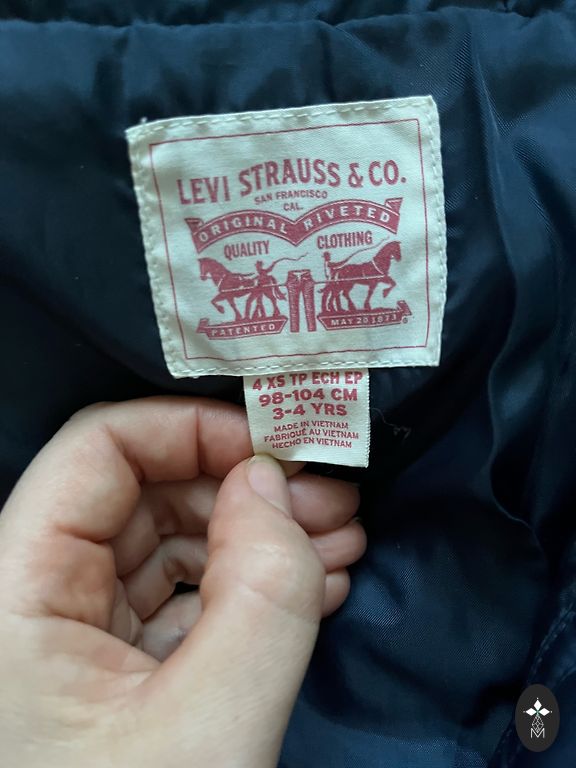 LEVI STRAUSS & CO.
SAN FRANCISCO
CAL.
ORIGINAL RIVETED
QUALITY CLOTHING
PATENTED MAY 20 1873
4 XS TP ECH EP
98-104 CM
3-4 YRS
MADE IN VIETNAM
FABRIQUÉ AU VIETNAM
HECHO EN VIETNAM
M